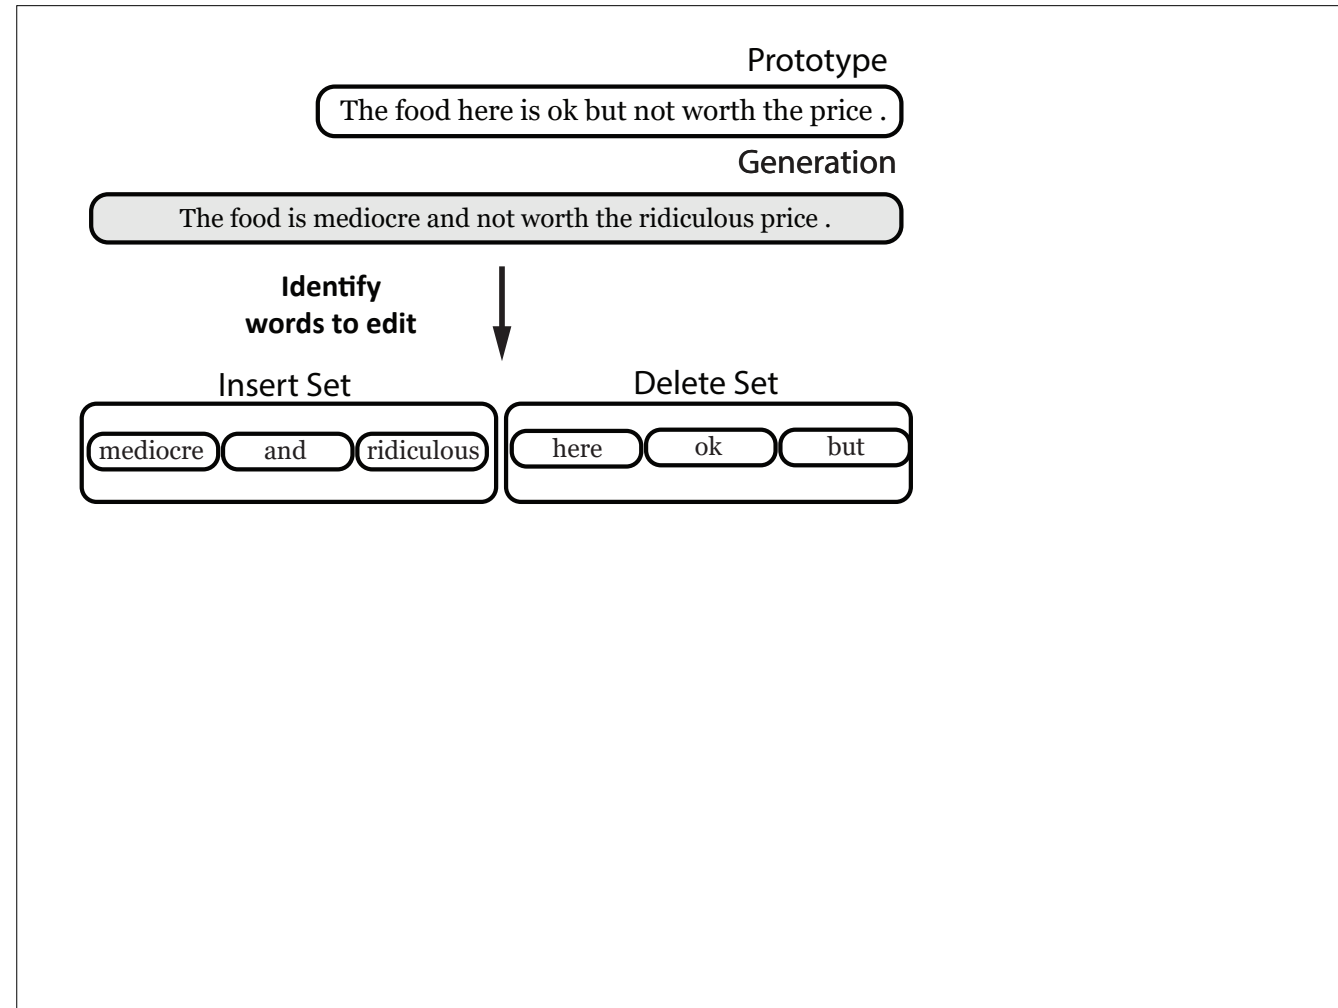 Prototype
The food here is ok but not worth the price .
Generation
The food is mediocre and not worth the ridiculous price .
Identify
words to edit
Insert Set
Delete Set
mediocre and ridiculous
here ok but